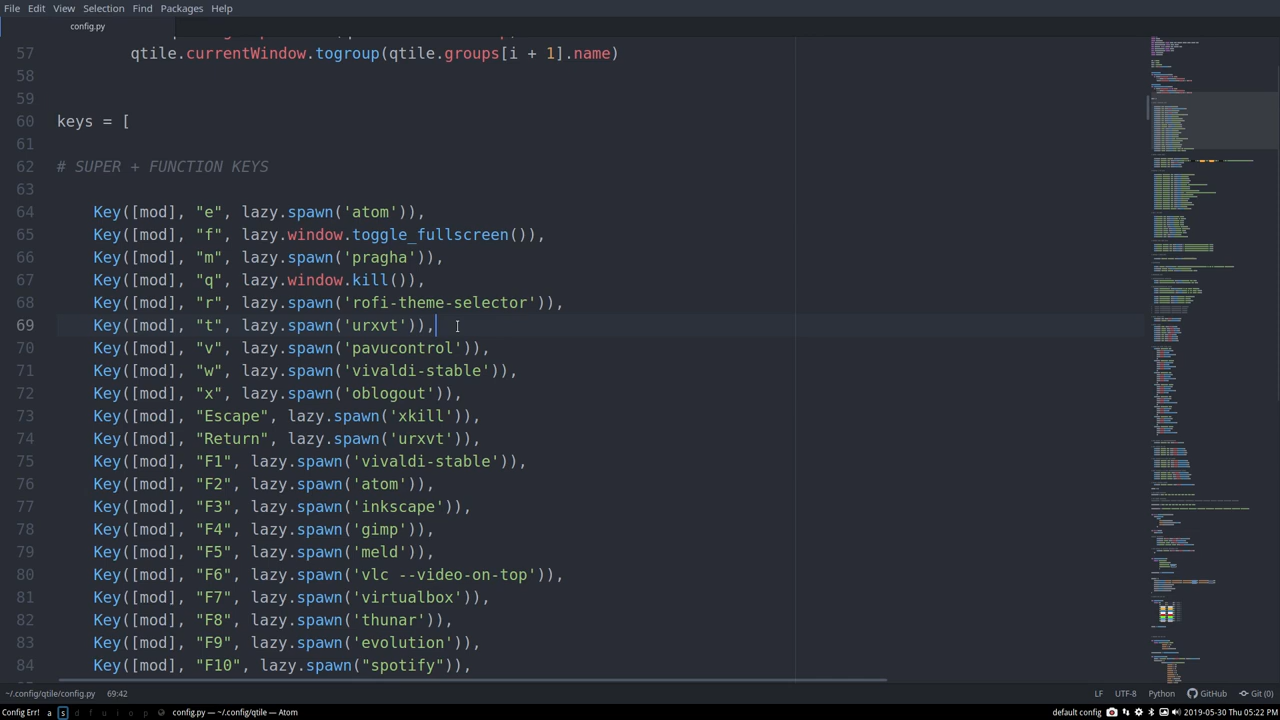 File Edit View Selection Find Packages Help
config.py
57 qtile.currentWindow.togroup(qtile.groups[i + 1].name)
58
59
60 keys = [
61
62 # SUPER + FUNCTION KEYS
63
64 Key([mod], "e", lazy.spawn('atom')),
65 Key([mod], "f", lazy.window.toggle_fullscreen()),
66 Key([mod], "m", lazy.spawn('pragha')),
67 Key([mod], "q", lazy.window.
68 Key([mod], "r", lazy.spawn('rofi-theme-selector'
69 Key([mod], "t", lazy.spawn('urxvt')),
70 Key([mod], "v", lazy.spawn('pavucontrol'
71 Key([mod], "w", lazy.spawn('vivaldi-stable')),
72 Key([mod], "x", lazy.spawn('
73 Key([mod], "Escape", lazy.spawn('xkill'
74 Key([mod], "Return", lazy.spawn('urxvt'
75 Key([mod], "F1", lazy.spawn('vivaldi-stable')),
76 Key([mod], "F2", lazy.spawn('atom')),
77 Key([mod], "F3", lazy.spawn('inkscape'
78 Key([mod], "F4", lazy.spawn('gimp')),
79 Key([mod], "F5", lazy.spawn('meld')),
80 Key([mod], "F6", lazy.spawn('vlc --video-on-top'
81 Key([mod], "F7", lazy.spawn('virtualbox'
82 Key([mod], "F8", lazy.spawn('thunar')),
83 Key([mod], "F9", lazy.spawn('evolution'
84 Key([mod], "F10", lazy.spawn('spotify'
~/.config/qtile/config.py 69:42 LF UTF-8 Python GitHub Git (0)
Config Err! a s d f u i o p config.py — ~/.config/qtile — Atom default config 2019-05-30 Thu 05:22 PM